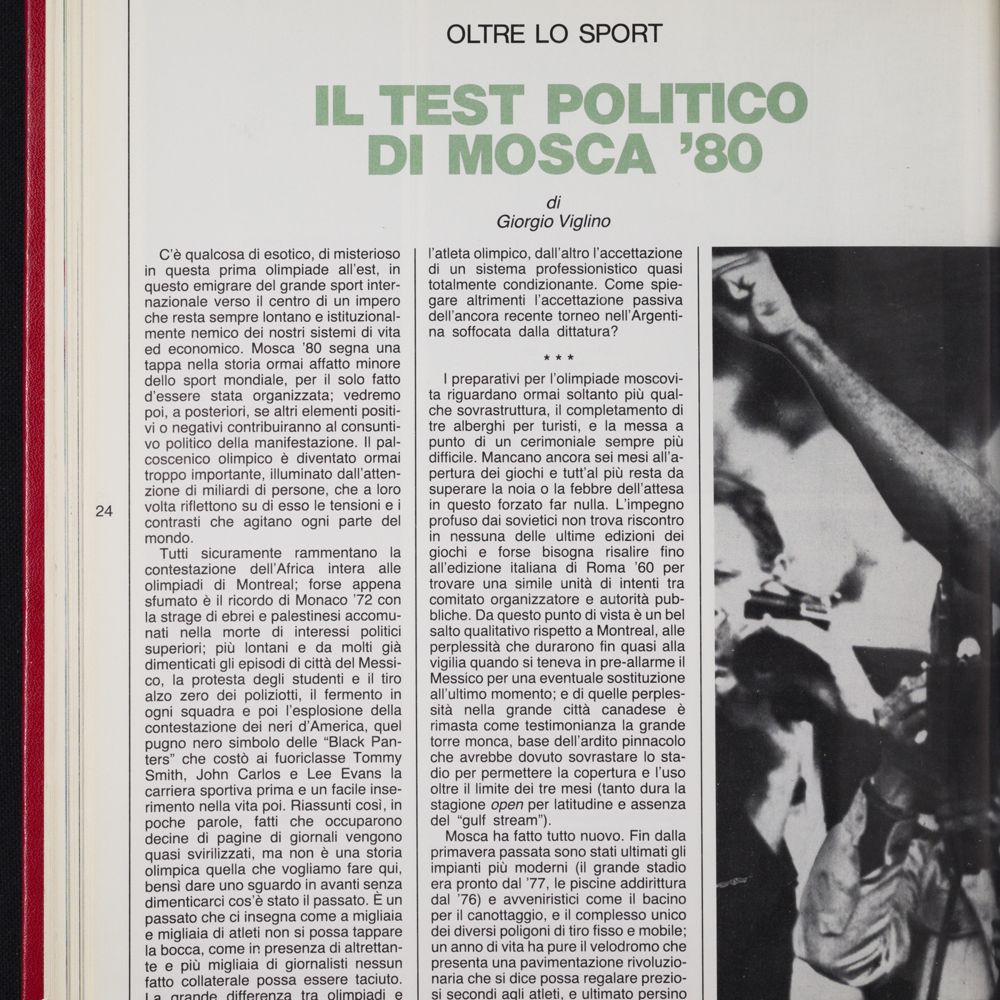 OLTRE LO SPORT
IL TEST POLITICO
DI MOSCA ’80
di
Giorgio Viglino
C'è qualcosa di esotico, di misterioso
in questa prima olimpiade all'est, in
questo emigrare del grande sport inter-
nazionale verso il centro di un impero
che resta sempre lontano e istituzional-
mente nemico dei nostri sistemi di vita
ed economico. Mosca '80 segna una
tappa nella storia ormai affatto minore
dello sport mondiale, per il solo fatto
d'essere stata organizzata; vedremo
poi, a posteriori, se altri elementi positi-
vi o negativi contribuiranno al consunti-
vo politico della manifestazione. Il pal-
coscenico olimpico è diventato ormai
troppo importante, illuminato dall'atten-
zione di miliardi di persone, che a loro
volta riflettono su di esso le tensioni e i
contrasti che agitano ogni parte del
mondo.
Tutti sicuramente rammentano la
contestazione dell'Africa intera alle
olimpiadi di Montreal; forse appena
sfumato è il ricordo di Monaco '72 con
la strage di ebrei e palestinesi accomu-
nati nella morte di interessi politici
superiori; più lontani e da molti già
dimenticati gli episodi di città del Messi-
co, la protesta degli studenti e il tiro
alzo zero dei poliziotti, il fermento in
ogni squadra e poi l'esplosione della
contestazione dei neri d'America, quel
pugno nero simbolo delle “Black Pan-
ters” che costò ai fuoriclasse Tommy
Smith, John Carlos e Lee Evans la
carriera sportiva prima e un facile inse-
rimento nella vita poi. Riassunti così, in
poche parole, fatti che occuparono
decine di pagine di giornali vengono
quasi svirilizzati, ma non è una storia
olimpica quella che vogliamo fare qui,
bensì dare uno sguardo in avanti senza
dimenticarci cos'è stato il passato. È un
passato che ci insegna come a migliaia
e migliaia di atleti non si possa tappare
la bocca, come in presenza di altrettan-
te e più migliaia di giornalisti nessun
fatto collaterale possa essere taciuto.
La grande differenza tra olimpiadi e
l'atleta olimpico, dall'altro l'accettazione
di un sistema professionistico quasi
totalmente condizionante. Come spie-
gare altrimenti l'accettazione passiva
dell'ancora recente torneo nell'Argenti-
na soffocata dalla dittatura?
* * *
I preparativi per l'olimpiade moscovi-
ta riguardano ormai soltanto più qual-
che sovrastruttura, il completamento di
tre alberghi per turisti, e la messa a
punto di un cerimoniale sempre più
difficile. Mancano ancora sei mesi all'a-
pertura dei giochi e tutt'al più resta da
superare la noia o la febbre dell'attesa
in questo forzato far nulla. L'impegno
profuso dai sovietici non trova riscontro
in nessuna delle ultime edizioni dei
giochi e forse bisogna risalire fino
all'edizione italiana di Roma '60 per
trovare una simile unità di intenti tra
comitato organizzatore e autorità pub-
bliche. Da questo punto di vista è un bel
salto qualitativo rispetto a Montreal, alle
perplessità che durarono fin quasi alla
vigilia quando si teneva in pre-allarme il
Messico per una eventuale sostituzione
all'ultimo momento; e di quelle perples-
sità nella grande città canadese è
rimasta come testimonianza la grande
torre monca, base dell'ardito pinnacolo
che avrebbe dovuto sovrastare lo sta-
dio per permettere la copertura e l'uso
oltre il limite dei tre mesi (tanto dura la
stagione open per latitudine e assenza
del “gulf stream”).
Mosca ha fatto tutto nuovo. Fin dalla
primavera passata sono stati ultimati gli
impianti più moderni (il grande stadio
era pronto dal '77, le piscine addirittura
dal '76) e avveniristici come il bacino
per il canottaggio, e il complesso unico
dei diversi poligoni di tiro fisso e mobile;
un anno di vita ha pure il velodromo che
presenta una pavimentazione rivoluzio-
naria che si dice possa regalare prezio-
si secondi agli atleti, e ultimato persino
24